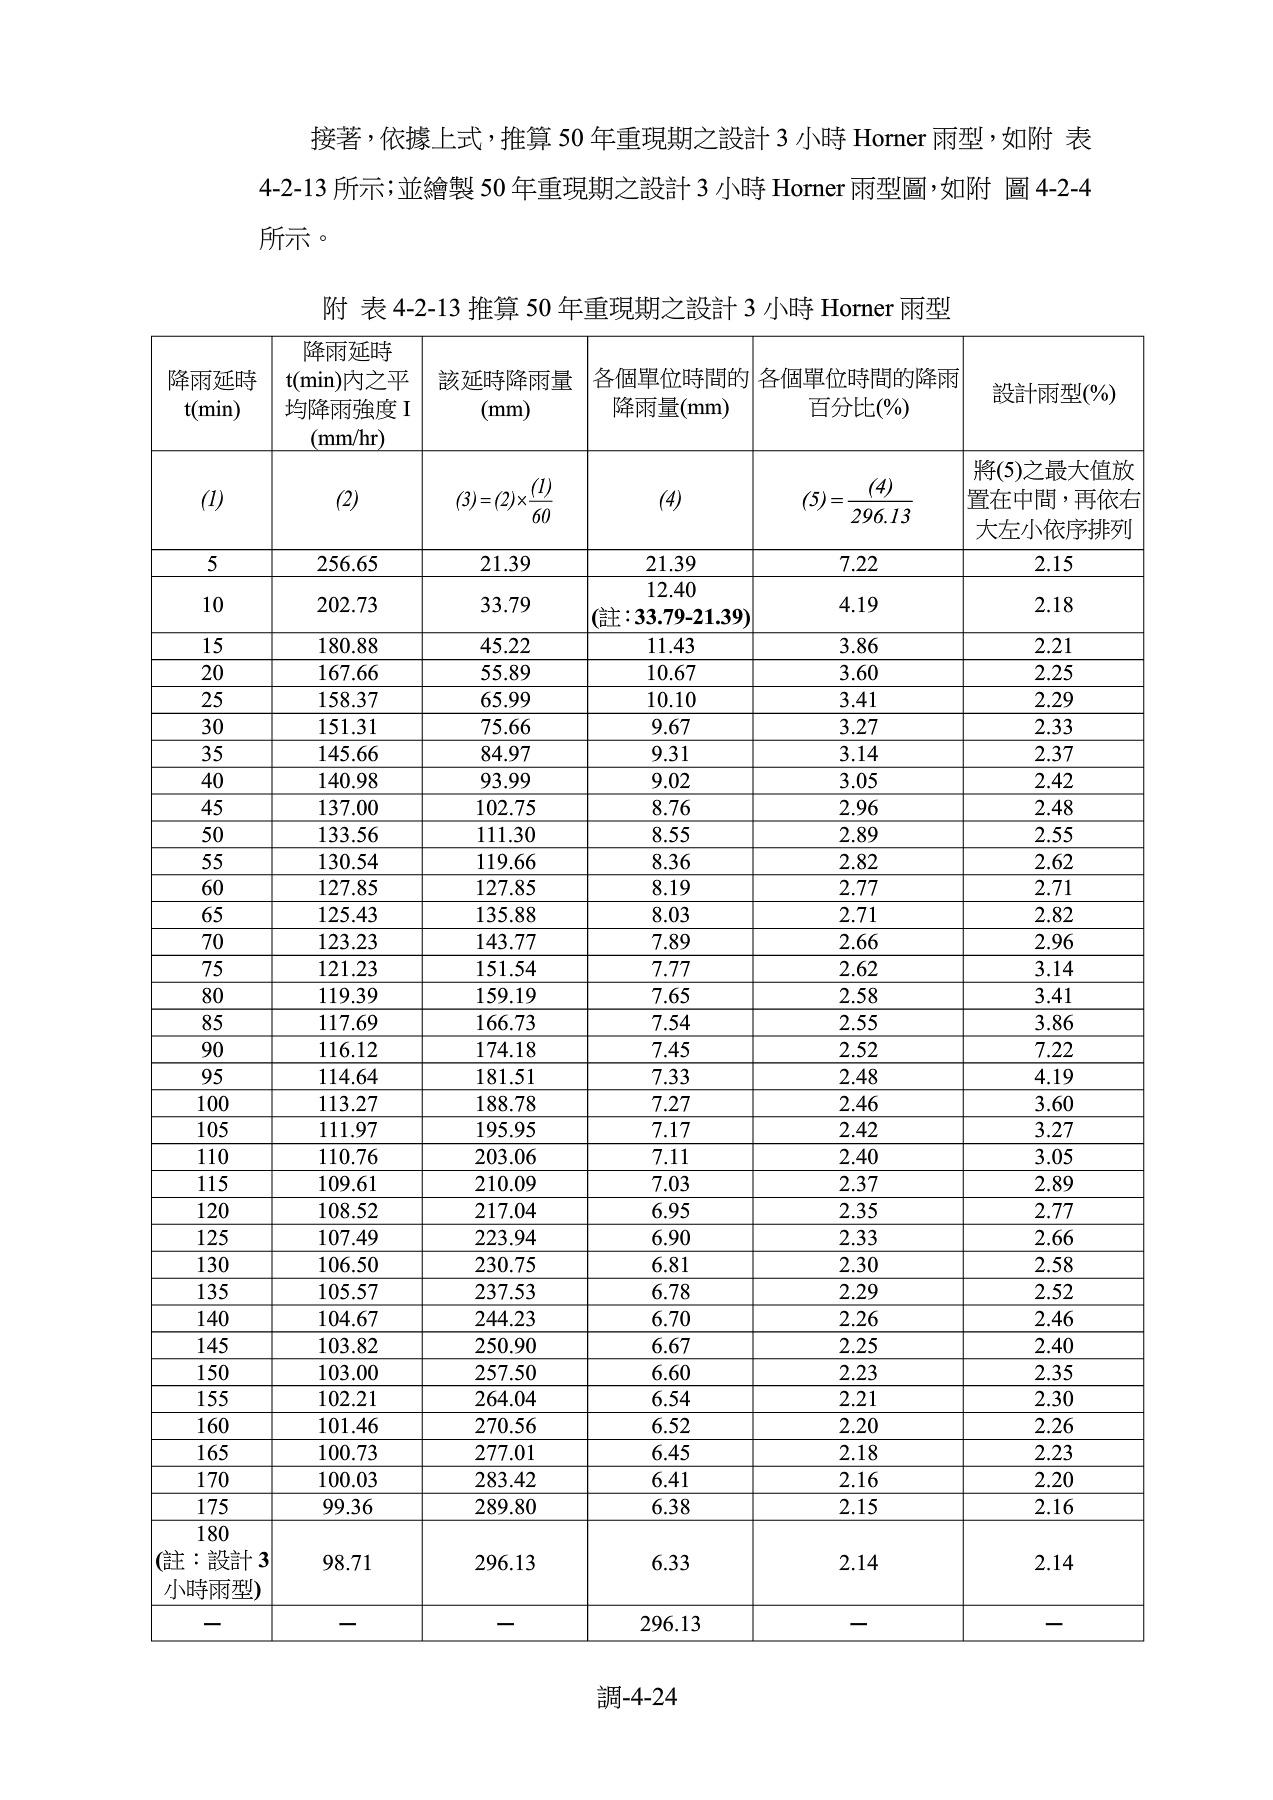 接著，依據上式，推算 50 年重現期之設計 3 小時 Horner 雨型，如附 表
4-2-13 所示；並繪製 50 年重現期之設計 3 小時 Horner 雨型圖，如附 圖 4-2-4
所示。
附 表 4-2-13 推算 50 年重現期之設計 3 小時 Horner 雨型
降雨延時 t(min) 降雨延時 t(min)內之平均降雨強度 I (mm/hr) 該延時降雨量 (mm) 各個單位時間的降雨量(mm) 各個單位時間的降雨百分比(%) 設計雨型(%)
(1) (2) (3)=(2)×(1)/60 (4) (5)=(4)/296.13 將(5)之最大值放置在中間，再依右大左小依序排列
5 256.65 21.39 21.39 7.22 2.15
10 202.73 33.79 12.40 (註：33.79-21.39) 4.19 2.18
15 180.88 45.22 11.43 3.86 2.21
20 167.66 55.89 10.67 3.60 2.25
25 158.37 65.99 10.10 3.41 2.29
30 151.31 75.66 9.67 3.27 2.33
35 145.66 84.97 9.31 3.14 2.37
40 140.98 93.99 9.02 3.05 2.42
45 137.00 102.75 8.76 2.96 2.48
50 133.56 111.30 8.55 2.89 2.55
55 130.54 119.66 8.36 2.82 2.62
60 127.85 127.85 8.19 2.77 2.71
65 125.43 135.88 8.03 2.71 2.82
70 123.23 143.77 7.89 2.66 2.96
75 121.23 151.54 7.77 2.62 3.14
80 119.39 159.19 7.65 2.58 3.41
85 117.69 166.73 7.54 2.55 3.86
90 116.12 174.18 7.45 2.52 7.22
95 114.64 181.51 7.33 2.48 4.19
100 113.27 188.78 7.27 2.46 3.60
105 111.97 195.95 7.17 2.42 3.27
110 110.76 203.06 7.11 2.40 3.05
115 109.61 210.09 7.03 2.37 2.89
120 108.52 217.04 6.95 2.35 2.77
125 107.49 223.94 6.90 2.33 2.66
130 106.50 230.75 6.81 2.30 2.58
135 105.57 237.53 6.78 2.29 2.52
140 104.67 244.23 6.70 2.26 2.46
145 103.82 250.90 6.67 2.25 2.40
150 103.00 257.50 6.60 2.23 2.35
155 102.21 264.04 6.54 2.21 2.30
160 101.46 270.56 6.52 2.20 2.26
165 100.73 277.01 6.45 2.18 2.23
170 100.03 283.42 6.41 2.16 2.20
175 99.36 289.80 6.38 2.15 2.16
180 (註：設計 3 小時雨型) 98.71 296.13 6.33 2.14 2.14
— — — 296.13 — —
調-4-24